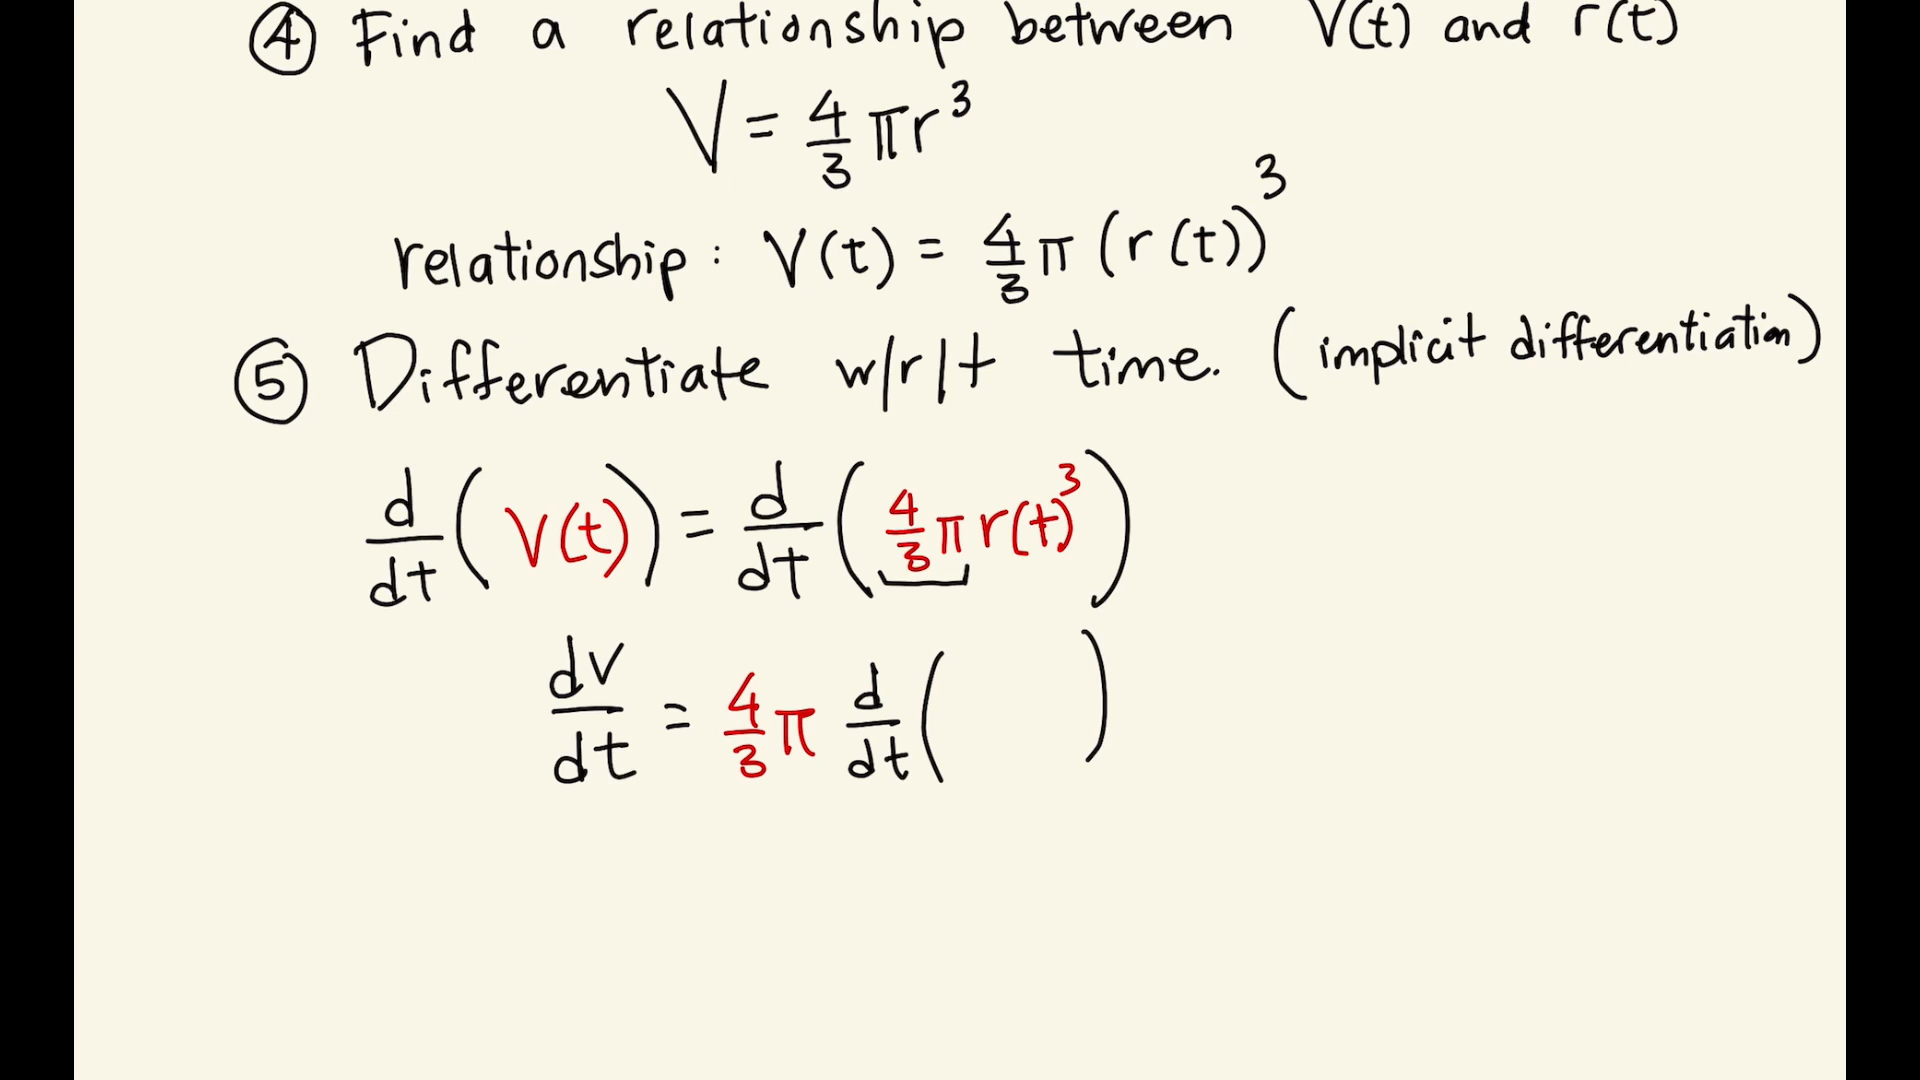 ④ Find a relationship between V(t) and r(t)
V = 4/3 πr³
relationship : V(t) = 4/3 π (r(t))³
⑤ Differentiate w/r/t time. (implicit differentiation)
d/dt ( V(t) ) = d/dt ( 4/3 π r(t)³ )
dV/dt = 4/3 π d/dt (     )